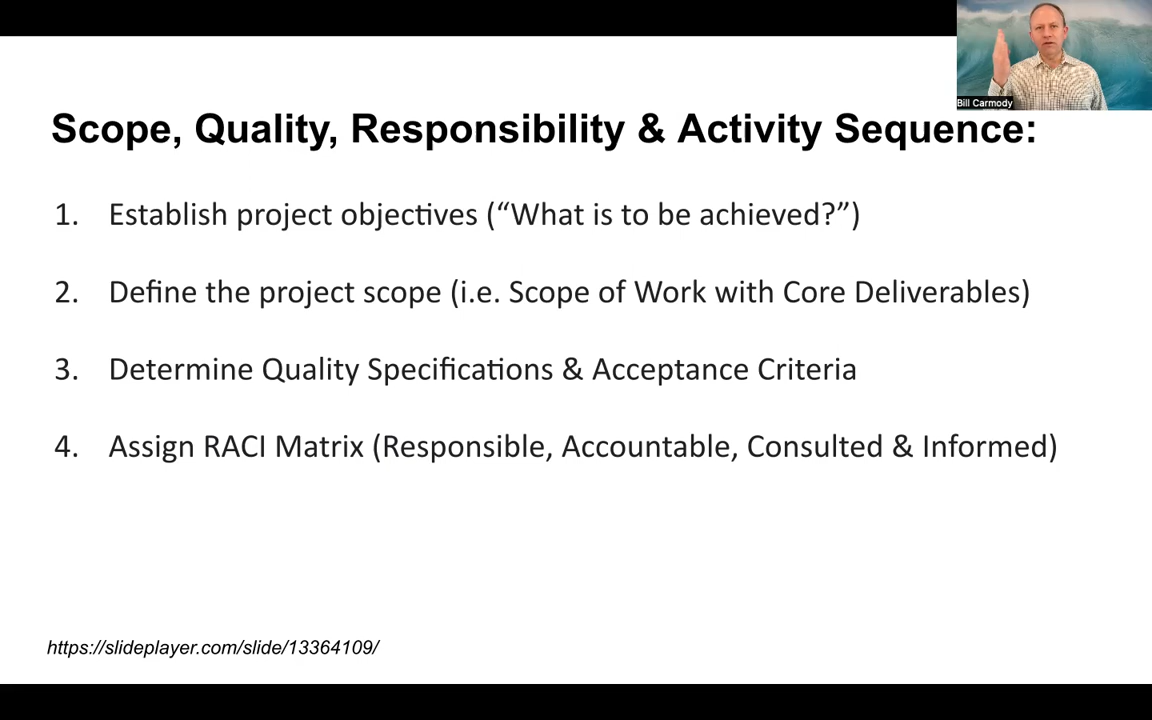 Bill Carmody
Scope, Quality, Responsibility & Activity Sequence:
1. Establish project objectives (“What is to be achieved?”)
2. Define the project scope (i.e. Scope of Work with Core Deliverables)
3. Determine Quality Specifications & Acceptance Criteria
4. Assign RACI Matrix (Responsible, Accountable, Consulted & Informed)
https://slideplayer.com/slide/13364109/